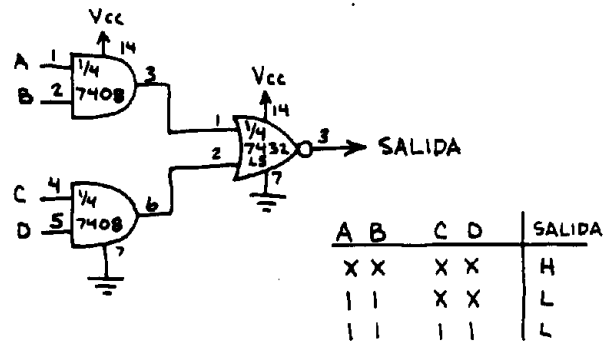 Vcc
14
A 1 1/4 3
B 2 7408
Vcc
14
1 1/4 3
7432 SALIDA
2 LS
7
C 4 1/4 6
D 5 7408
7
A B C D SALIDA
X X X X H
1 1 X X L
1 1 1 1 L